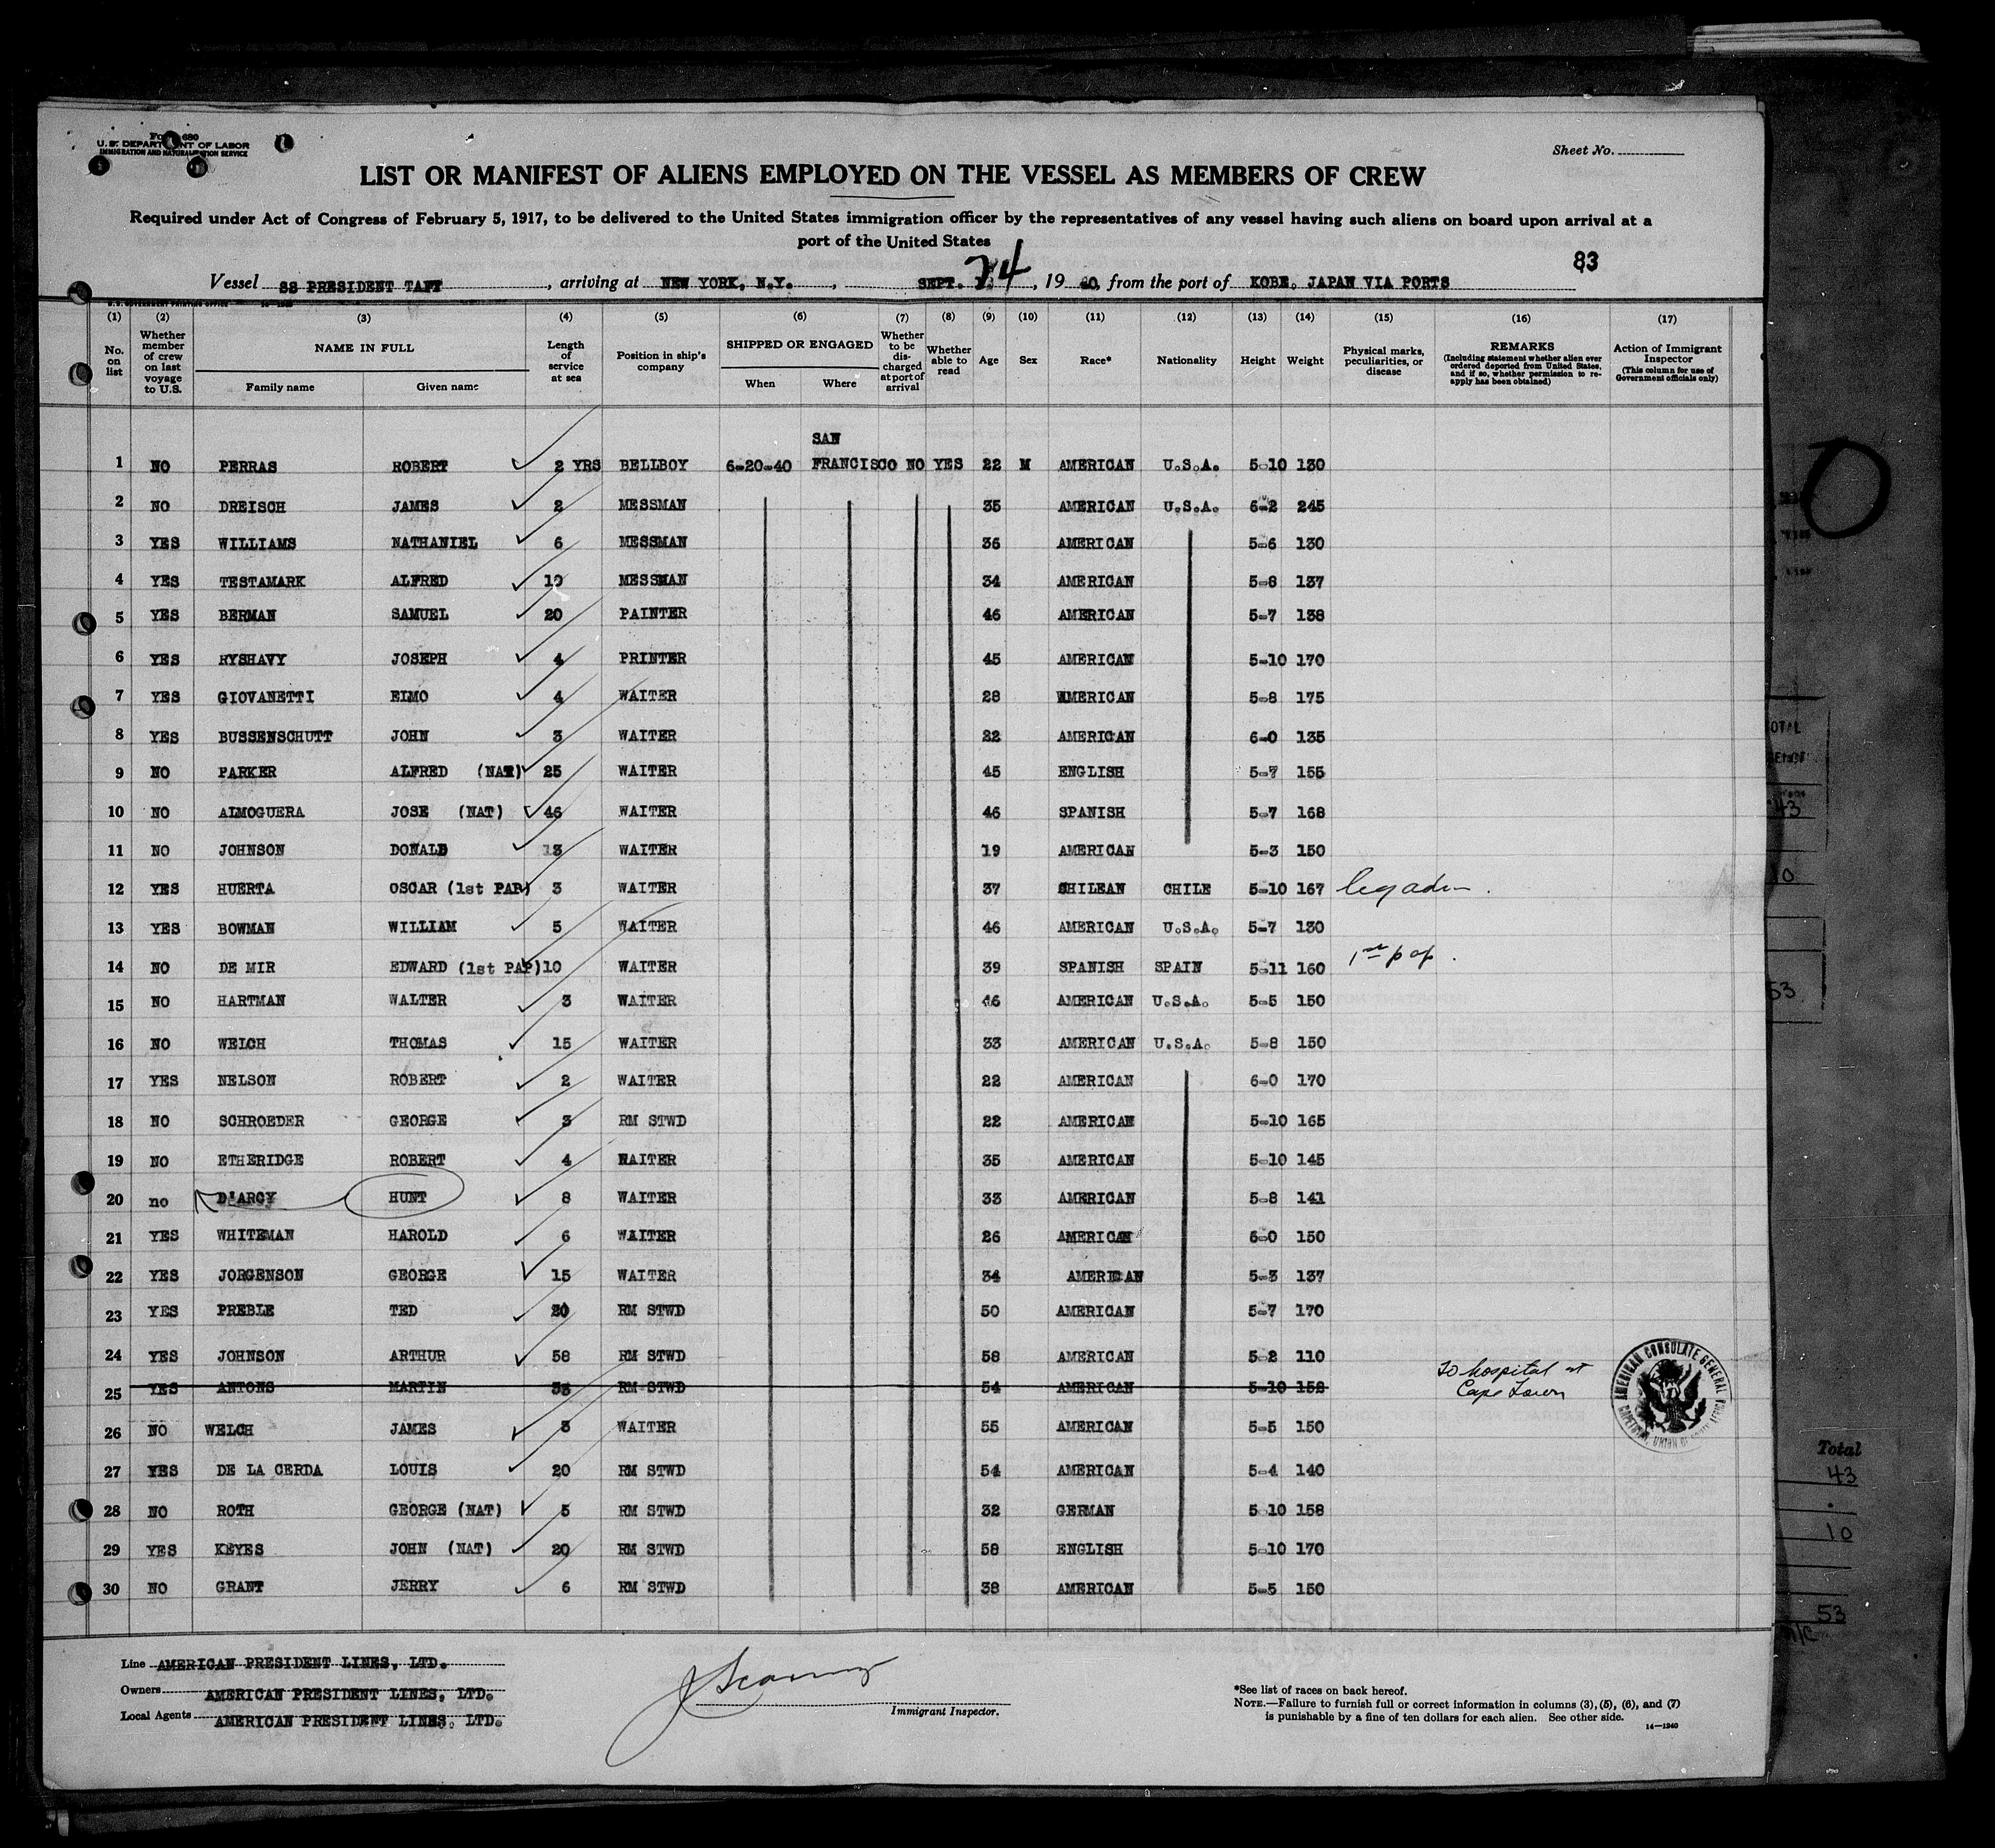 Form 680
U.S. DEPARTMENT OF LABOR
IMMIGRATION AND NATURALIZATION SERVICE
Sheet No.
LIST OR MANIFEST OF ALIENS EMPLOYED ON THE VESSEL AS MEMBERS OF CREW
Required under Act of Congress of February 5, 1917, to be delivered to the United States immigration officer by the representatives of any vessel having such aliens on board upon arrival at a
port of the United States
83
Vessel SS PRESIDENT TAFT, arriving at NEW YORK, N.Y., SEPT. 24, 1940, from the port of KOBE, JAPAN VIA PORTS
(1) (2) (3) (4) (5) (6) (7) (8) (9) (10) (11) (12) (13) (14) (15) (16) (17)
No. on list
Whether member of crew on last voyage to U.S.
NAME IN FULL
Family name Given name
Length of service at sea
Position in ship's company
SHIPPED OR ENGAGED
When Where
Whether to be discharged at port of arrival
Whether able to read
Age
Sex
Race*
Nationality
Height
Weight
Physical marks, peculiarities, or disease
REMARKS
(Including statement whether alien ever ordered deported from United States, and if so, whether permission to reapply has been obtained)
Action of Immigrant Inspector
(This column for use of Government officials only)
1 NO PERRAS ROBERT 2 YRS BELLBOY 6-20-40 SAN FRANCISCO NO YES 22 M AMERICAN U.S.A. 5-10 130
2 NO DREISCH JAMES 2 MESSMAN 35 AMERICAN U.S.A. 6-2 245
3 YES WILLIAMS NATHANIEL 6 MESSMAN 36 AMERICAN 5-6 130
4 YES TESTAMARK ALFRED 10 MESSMAN 34 AMERICAN 5-8 137
5 YES BERMAN SAMUEL 20 PAINTER 46 AMERICAN 5-7 138
6 YES RYSHAVY JOSEPH 4 PRINTER 45 AMERICAN 5-10 170
7 YES GIOVANETTI ELMO 4 WAITER 28 AMERICAN 5-8 175
8 YES BUSSENSCHUTT JOHN 3 WAITER 22 AMERICAN 6-0 135
9 NO PARKER ALFRED (NAT) 25 WAITER 45 ENGLISH 5-7 155
10 NO ALMOGUERA JOSE (NAT) 46 WAITER 46 SPANISH 5-7 168
11 NO JOHNSON DONALD 13 WAITER 19 AMERICAN 5-3 150
12 YES HUERTA OSCAR (1st PAP) 3 WAITER 37 CHILEAN CHILE 5-10 167 leg adm.
13 YES BOWMAN WILLIAM 5 WAITER 46 AMERICAN U.S.A. 5-7 130
14 NO DE MIR EDWARD (1st PAP) 10 WAITER 39 SPANISH SPAIN 5-11 160 1st pap.
15 NO HARTMAN WALTER 3 WAITER 46 AMERICAN U.S.A. 5-5 150
16 NO WELCH THOMAS 15 WAITER 33 AMERICAN U.S.A. 5-8 150
17 YES NELSON ROBERT 2 WAITER 22 AMERICAN 6-0 170
18 NO SCHROEDER GEORGE 3 RM STWD 22 AMERICAN 5-10 165
19 NO ETHERIDGE ROBERT 4 WAITER 35 AMERICAN 5-10 145
20 no D'ARCY HUNT 8 WAITER 33 AMERICAN 5-8 141
21 YES WHITEMAN HAROLD 6 WAITER 26 AMERICAN 6-0 150
22 YES JORGENSON GEORGE 15 WAITER 34 AMERICAN 5-3 137
23 YES PREBLE TED 20 RM STWD 50 AMERICAN 5-7 170
24 YES JOHNSON ARTHUR 58 RM STWD 58 AMERICAN 5-2 110
25 YES ANTONS MARTIN RM STWD 54 AMERICAN 5-10 158 To hospital at Cape Town
AMERICAN CONSULATE GENERAL CAPETOWN, UNION OF SOUTH AFRICA
26 NO WELCH JAMES 3 WAITER 55 AMERICAN 5-5 150
27 YES DE LA CERDA LOUIS 20 RM STWD 54 AMERICAN 5-4 140
28 NO ROTH GEORGE (NAT) 5 RM STWD 32 GERMAN 5 10 158
29 YES KEYES JOHN (NAT) 20 RM STWD 58 ENGLISH 5-10 170
30 NO GRANT JERRY 6 RM STWD 38 AMERICAN 5-5 150
Line AMERICAN PRESIDENT LINES, LTD.
Owners AMERICAN PRESIDENT LINES, LTD.
Local Agents AMERICAN PRESIDENT LINES, LTD.
Immigrant Inspector.
*See list of races on back hereof.
NOTE.—Failure to furnish full or correct information in columns (3), (5), (6), and (7)
is punishable by a fine of ten dollars for each alien. See other side.
14—1240
Total
43
10
53